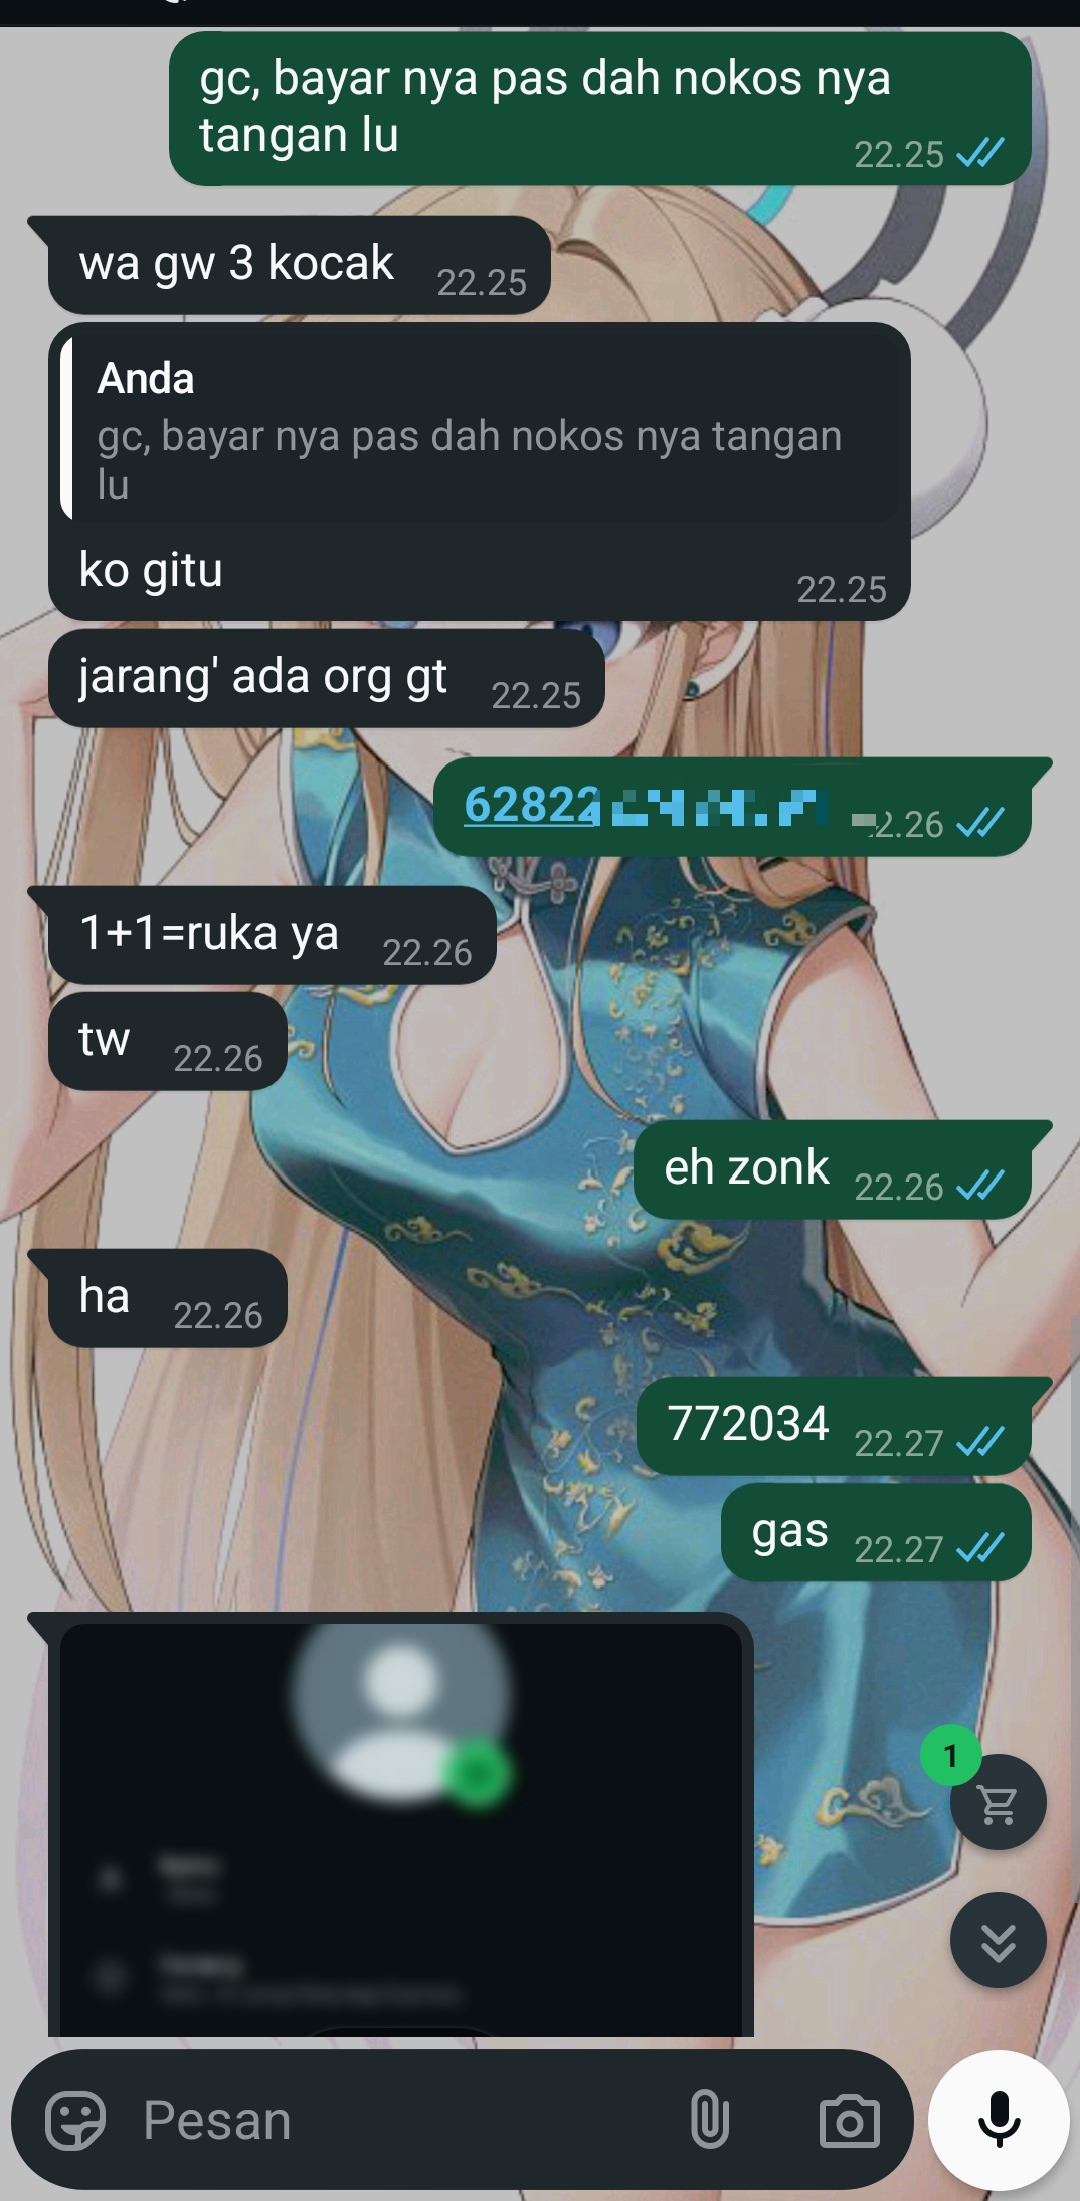 gc, bayar nya pas dah nokos nya
tangan lu
22.25
wa gw 3 kocak
22.25
Anda
gc, bayar nya pas dah nokos nya tangan
lu
ko gitu
22.25
jarang' ada org gt
22.25
62822
2.26
1+1=ruka ya
22.26
tw
22.26
eh zonk
22.26
ha
22.26
772034
22.27
gas
22.27
1
Pesan